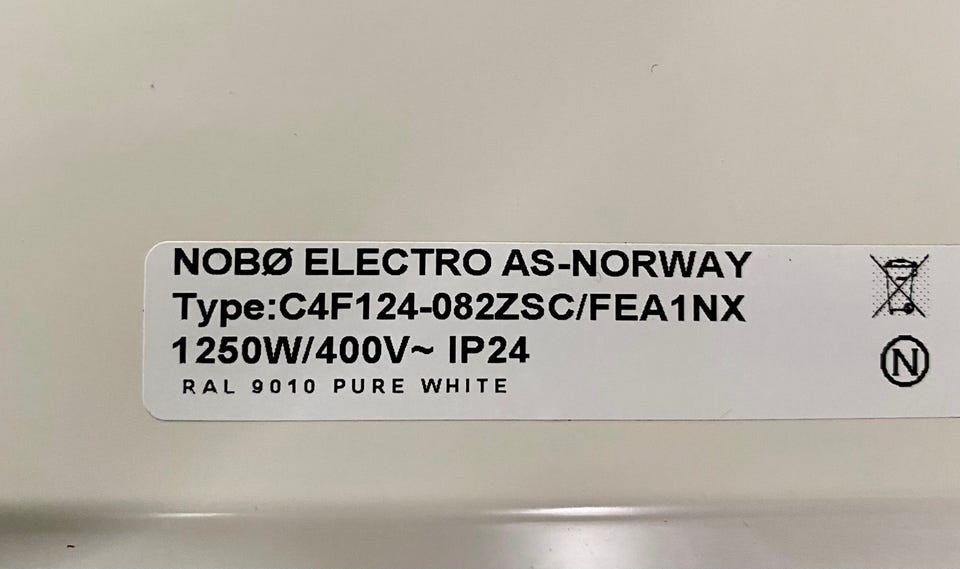 NOBØ ELECTRO AS-NORWAY
Type:C4F124-082ZSC/FEA1NX
1250W/400V~ IP24
RAL 9010 PURE WHITE
N